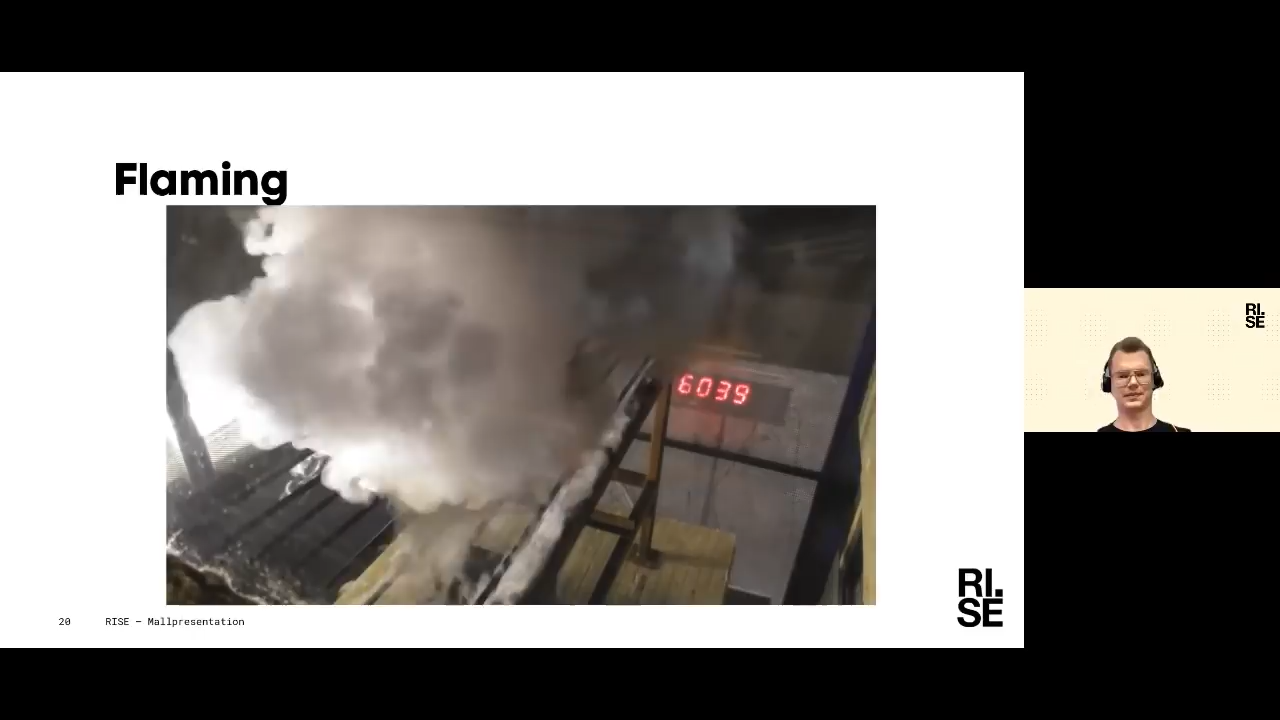 Flaming
6039
20 RISE — Mallpresentation
RI.
SE
RI.
SE